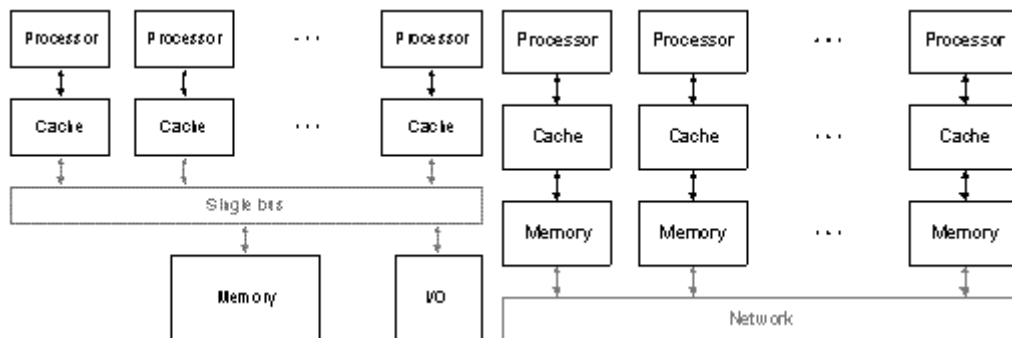 Processor Processor ... Processor
Cache Cache ... Cache
Single bus
Memory I/O
Processor Processor ... Processor
Cache Cache ... Cache
Memory Memory ... Memory
Network